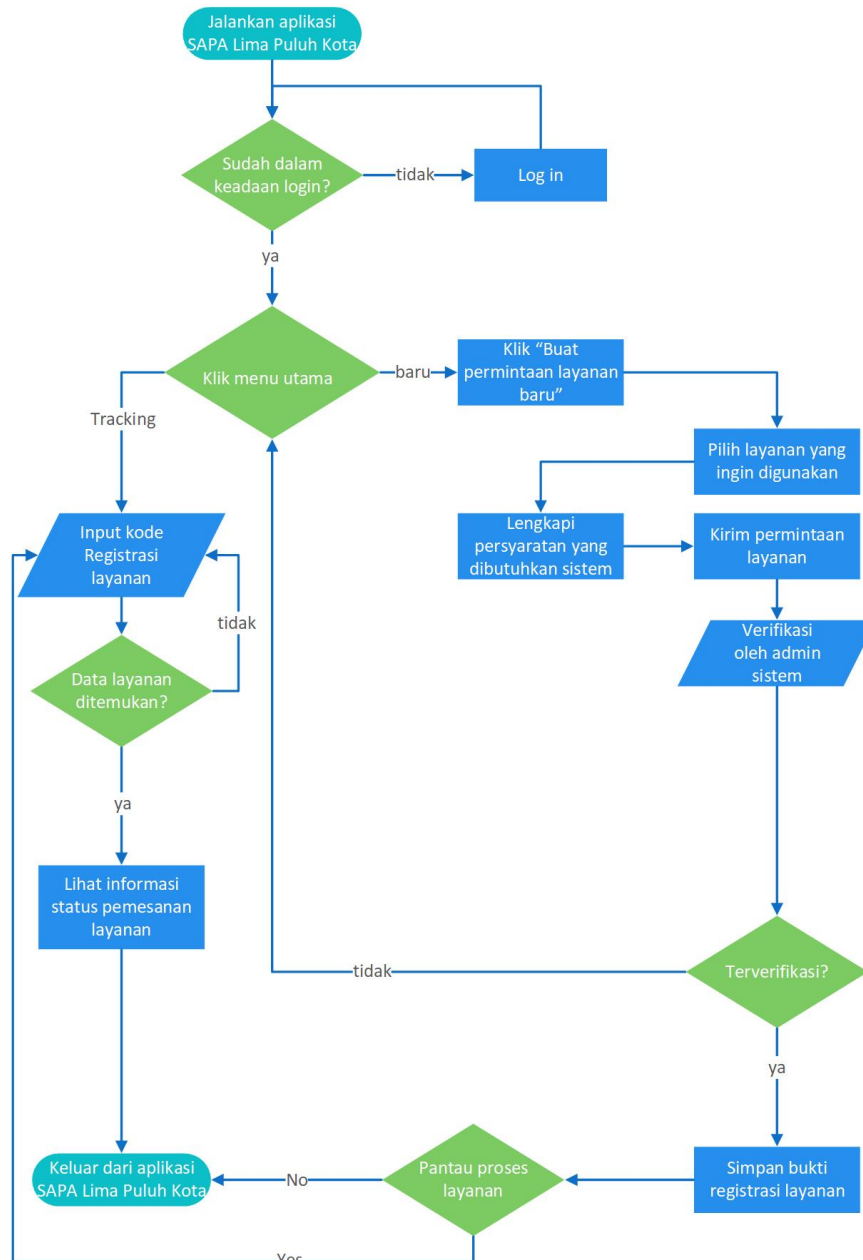 Jalankan aplikasi
SAPA Lima Puluh Kota
Sudah dalam
keadaan login?
tidak
Log in
ya
Klik menu utama
baru
Klik “Buat
permintaan layanan
baru”
Tracking
Pilih layanan yang
ingin digunakan
Lengkapi
persyaratan yang
dibutuhkan sistem
Kirim permintaan
layanan
Input kode
Registrasi
layanan
tidak
Verifikasi
oleh admin
sistem
Data layanan
ditemukan?
ya
Lihat informasi
status pemesanan
layanan
tidak
Terverifikasi?
ya
Keluar dari aplikasi
SAPA Lima Puluh Kota
No
Pantau proses
layanan
Simpan bukti
registrasi layanan
Yes